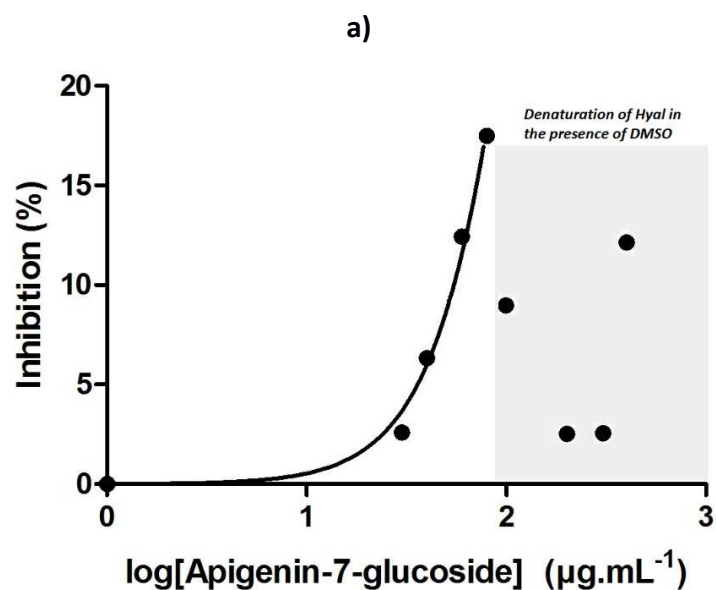 a)
20
Denaturation of Hyal in
the presence of DMSO
15
10
5
0
Inhibition (%)
0 1 2 3
log[Apigenin-7-glucoside] (µg.mL⁻¹)